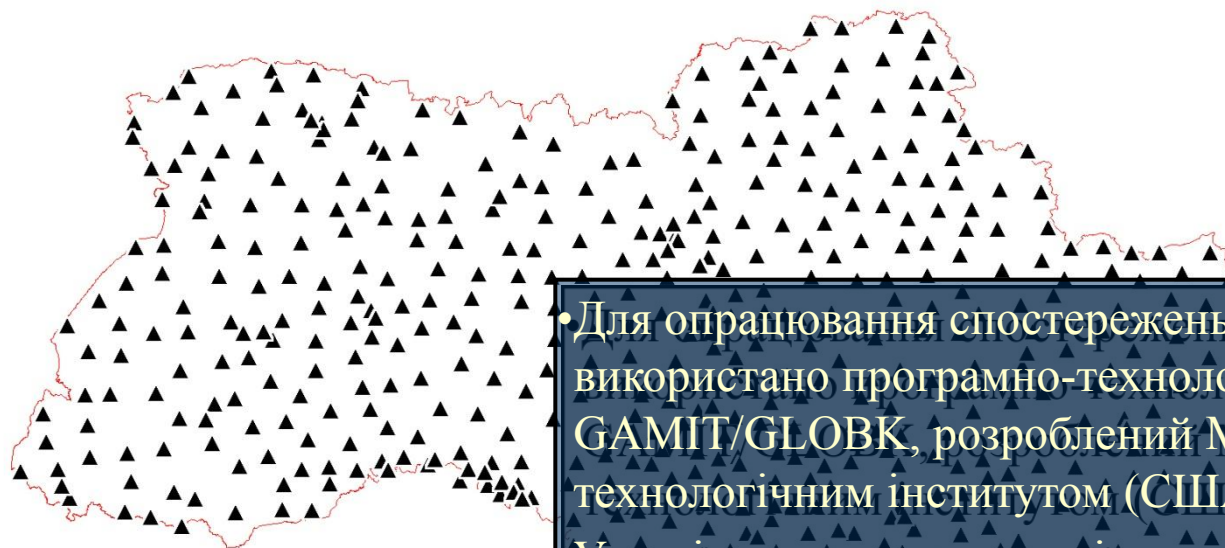 •Для опрацювання спостережень
використано програмно-техноло
GAMIT/GLOBK, розроблений М
технологічним інститутом (США